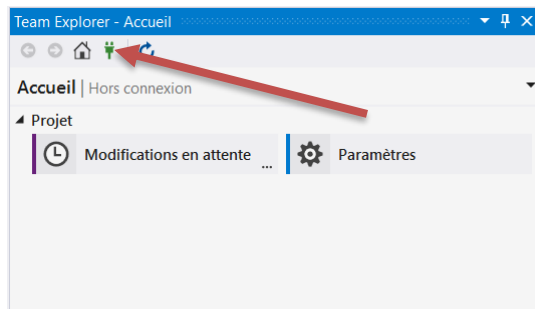 Team Explorer - Accueil
Accueil | Hors connexion
Projet
Modifications en attente ... Paramètres